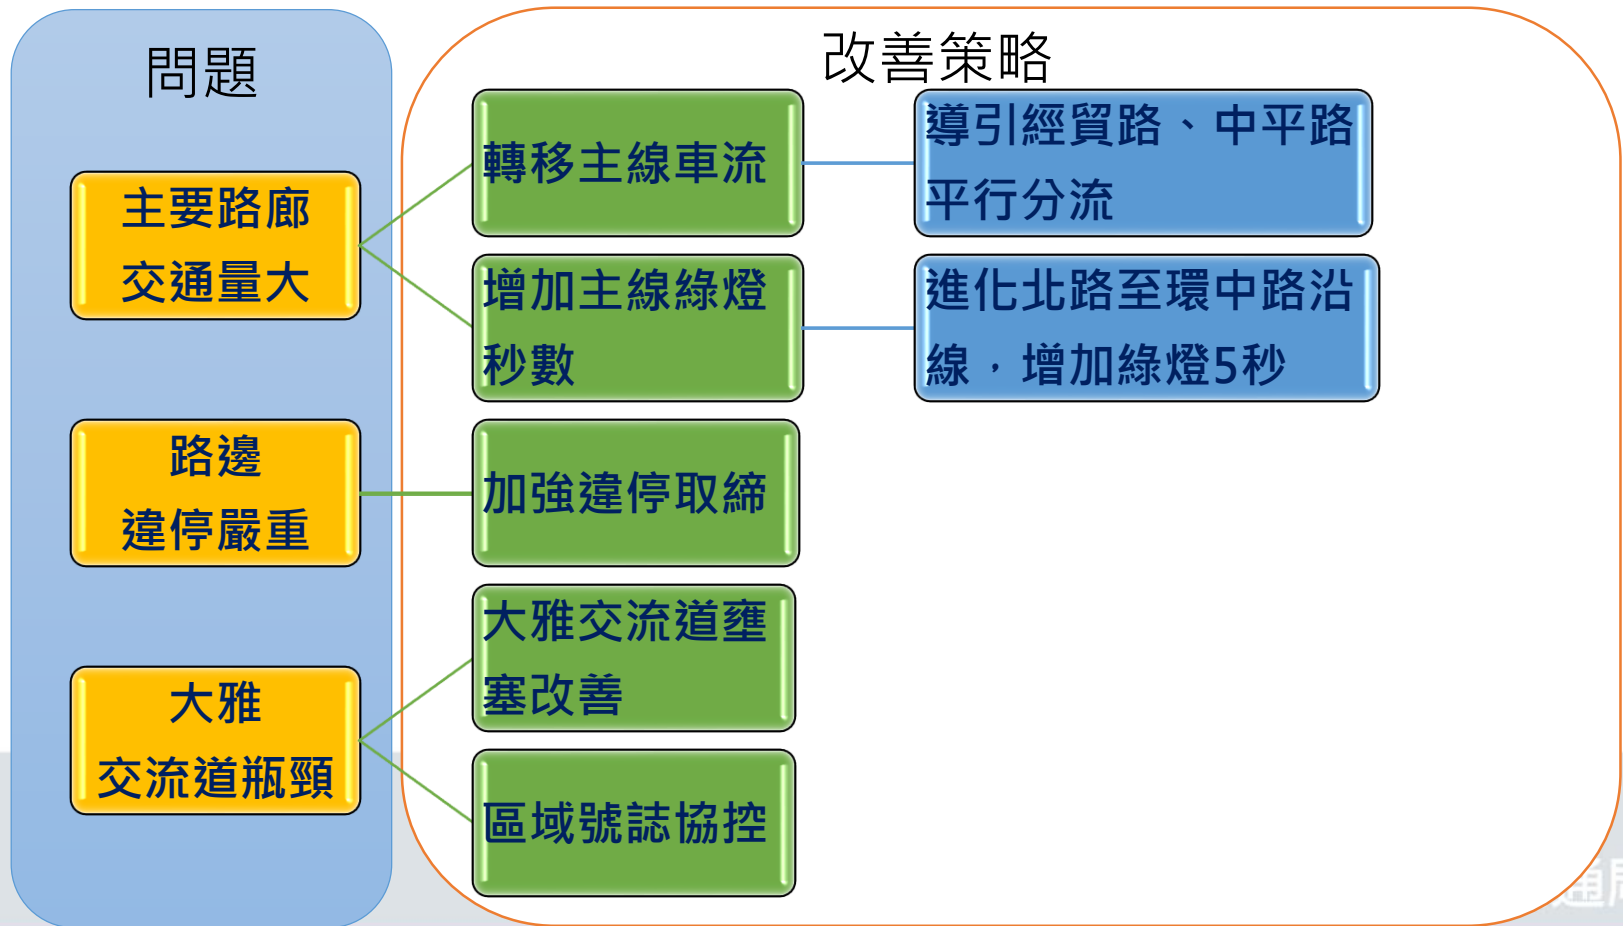 問題
改善策略
主要路廊
交通量大
轉移主線車流
導引經貿路、中平路
平行分流
增加主線綠燈
秒數
進化北路至環中路沿
線，增加綠燈5秒
路邊
違停嚴重
加強違停取締
大雅
交流道瓶頸
大雅交流道壅
塞改善
區域號誌協控
通局